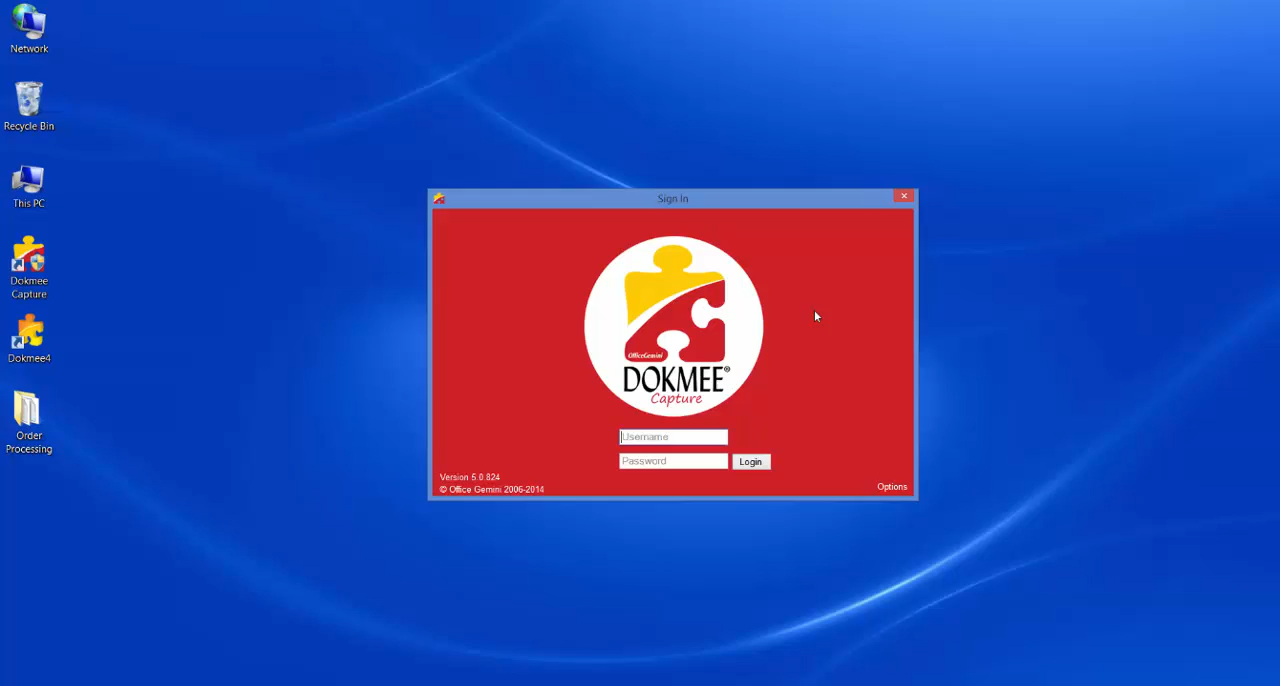 Network
Recycle Bin
This PC
Dokmee
Capture
Dokmee4
Order
Processing
Sign In
OfficeGemini
DOKMEE®
Capture
Username
Password
Login
Version 5.0.824
© Office Gemini 2006-2014
Options